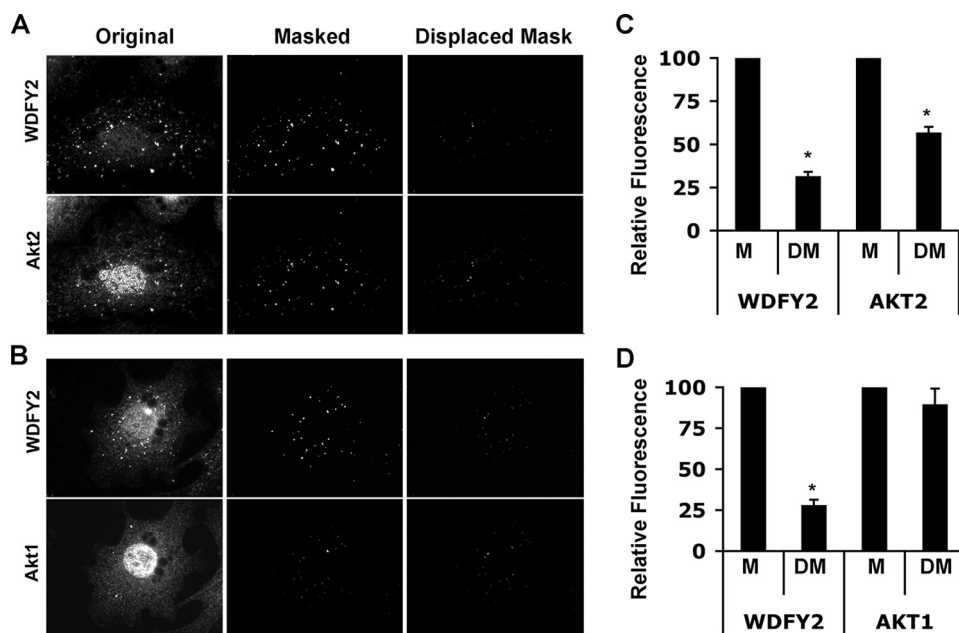 A
Original Masked Displaced Mask
WDFY2
Akt2
B
WDFY2
Akt1
C
Relative Fluorescence
100
75
50
25
0
*
*
M DM M DM
WDFY2 AKT2
D
Relative Fluorescence
100
75
50
25
0
*
M DM M DM
WDFY2 AKT1